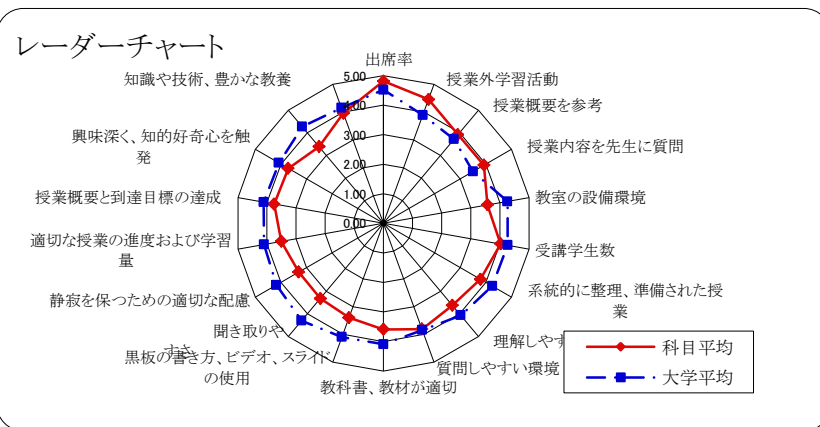 レーダーチャート
出席率
授業外学習活動
授業概要を参考
授業内容を先生に質問
教室の設備環境
受講学生数
系統的に整理、準備された授
業
理解しやす
質問しやすい環境
教科書、教材が適切
黒板の書き方、ビデオ、スライド
の使用
聞き取りや
すさ
静寂を保つための適切な配慮
適切な授業の進度および学習
量
授業概要と到達目標の達成
興味深く、知的好奇心を触
発
知識や技術、豊かな教養
5.00
4.00
3.00
2.00
1.00
0.00
科目平均
大学平均